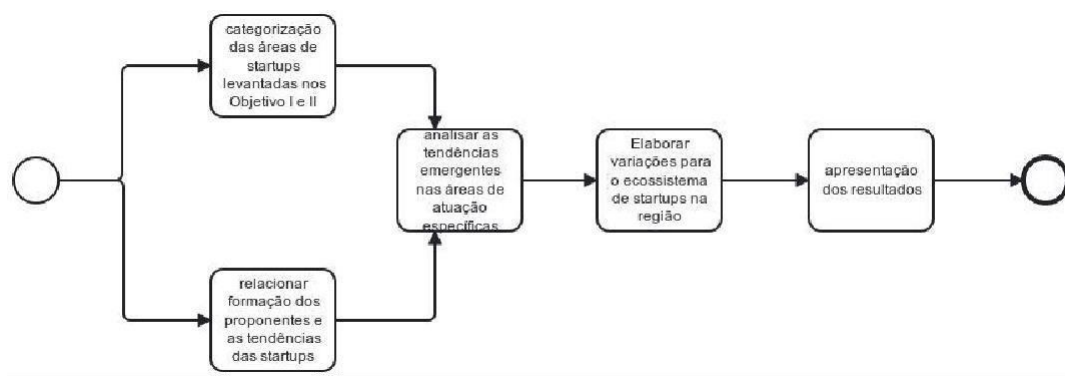 categorização
das áreas de
startups
levantadas nos
Objetivo I e II
analisar as
tendências
emergentes
nas áreas de
atuação
específicas
Elaborar
variações para
o ecossistema
de startups na
região
apresentação
dos resultados
relacionar
formação dos
proponentes e
as tendências
das startups